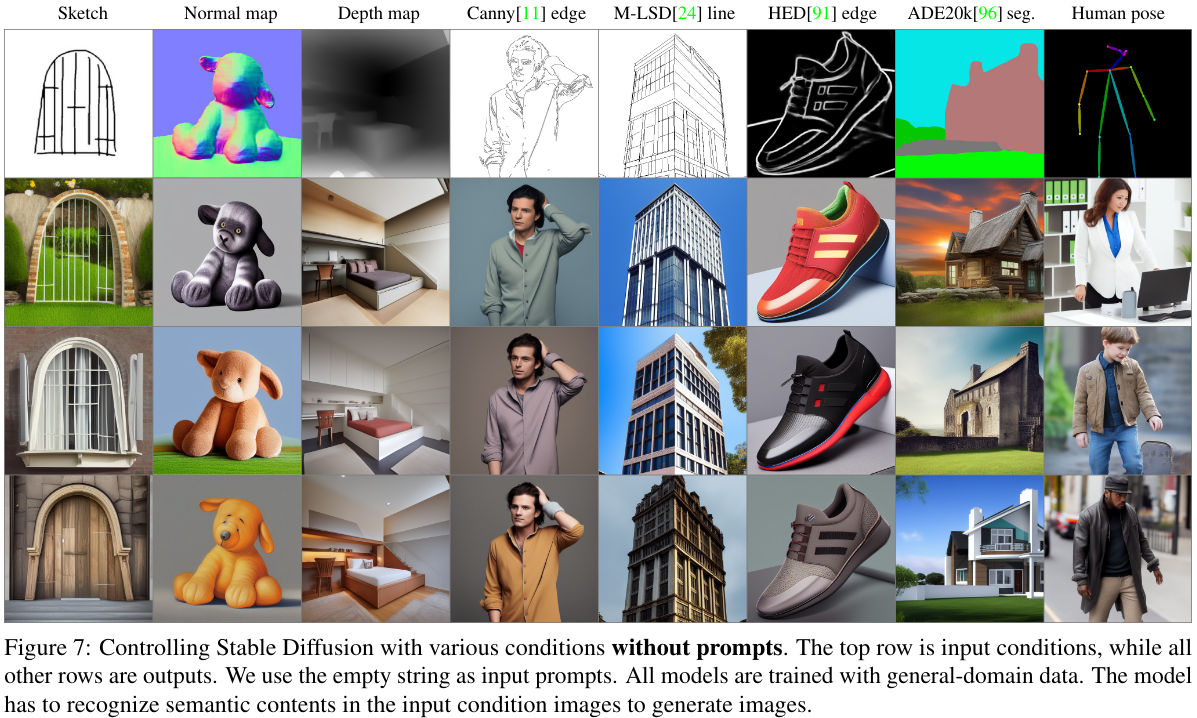 Sketch Normal map Depth map Canny[11] edge M-LSD[24] line HED[91] edge ADE20k[96] seg. Human pose
Figure 7: Controlling Stable Diffusion with various conditions without prompts. The top row is input conditions, while all
other rows are outputs. We use the empty string as input prompts. All models are trained with general-domain data. The model
has to recognize semantic contents in the input condition images to generate images.